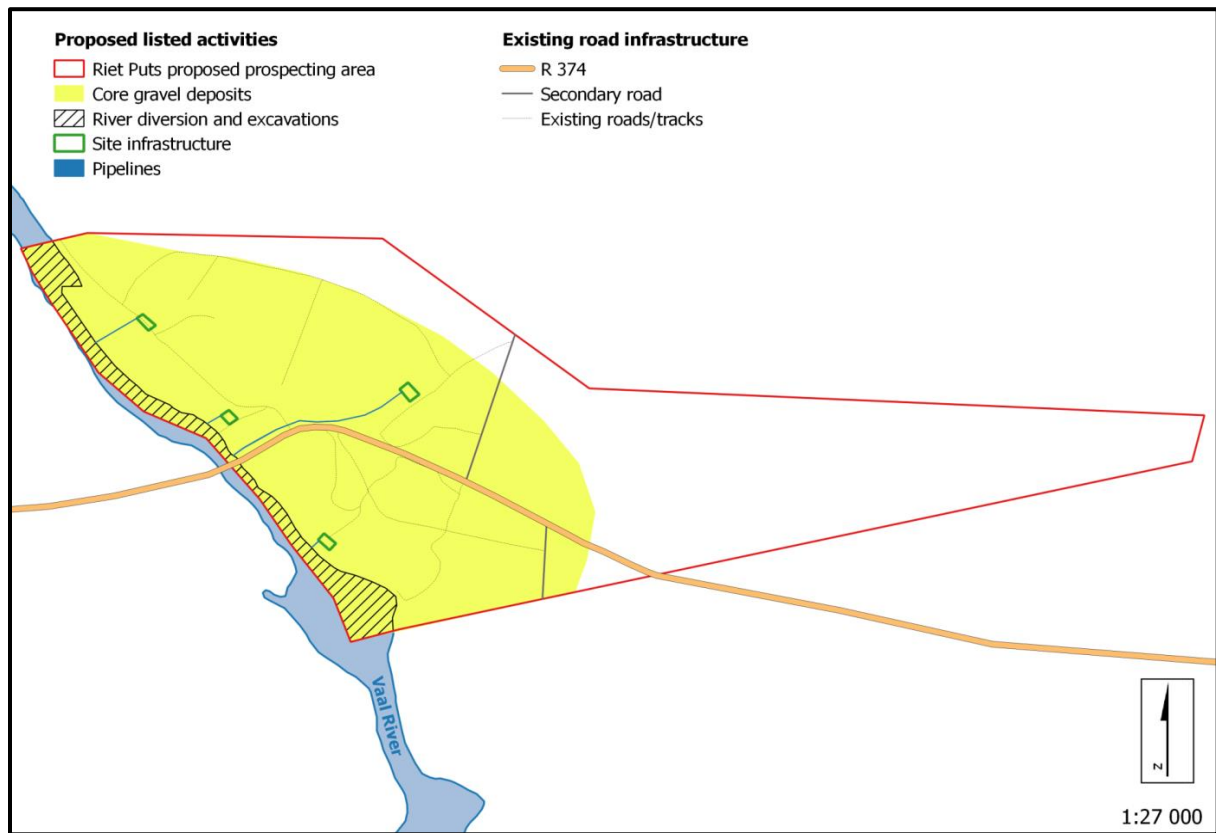 Proposed listed activities
Riet Puts proposed prospecting area
Core gravel deposits
River diversion and excavations
Site infrastructure
Pipelines
Existing road infrastructure
R 374
Secondary road
Existing roads/tracks
Vaal River
N
1:27 000